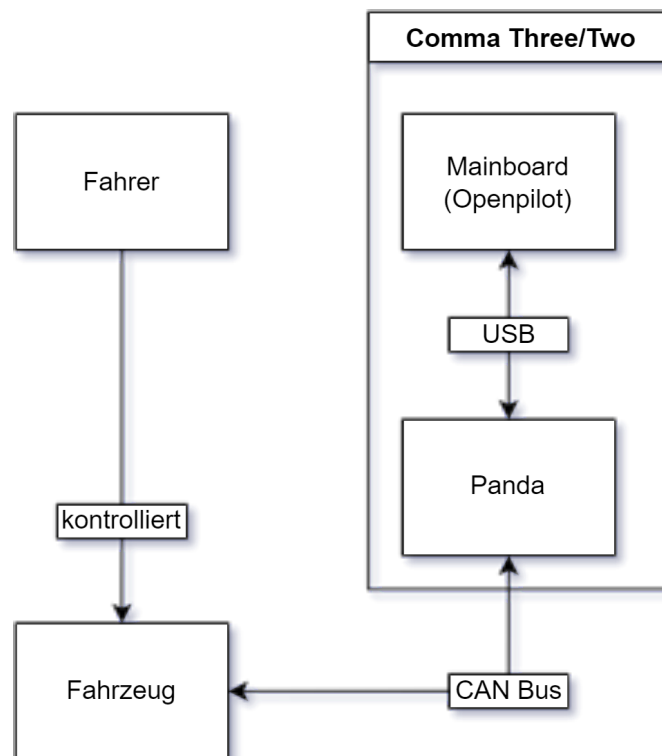 Comma Three/Two
Fahrer
Mainboard
(Openpilot)
USB
Panda
kontrolliert
Fahrzeug
CAN Bus